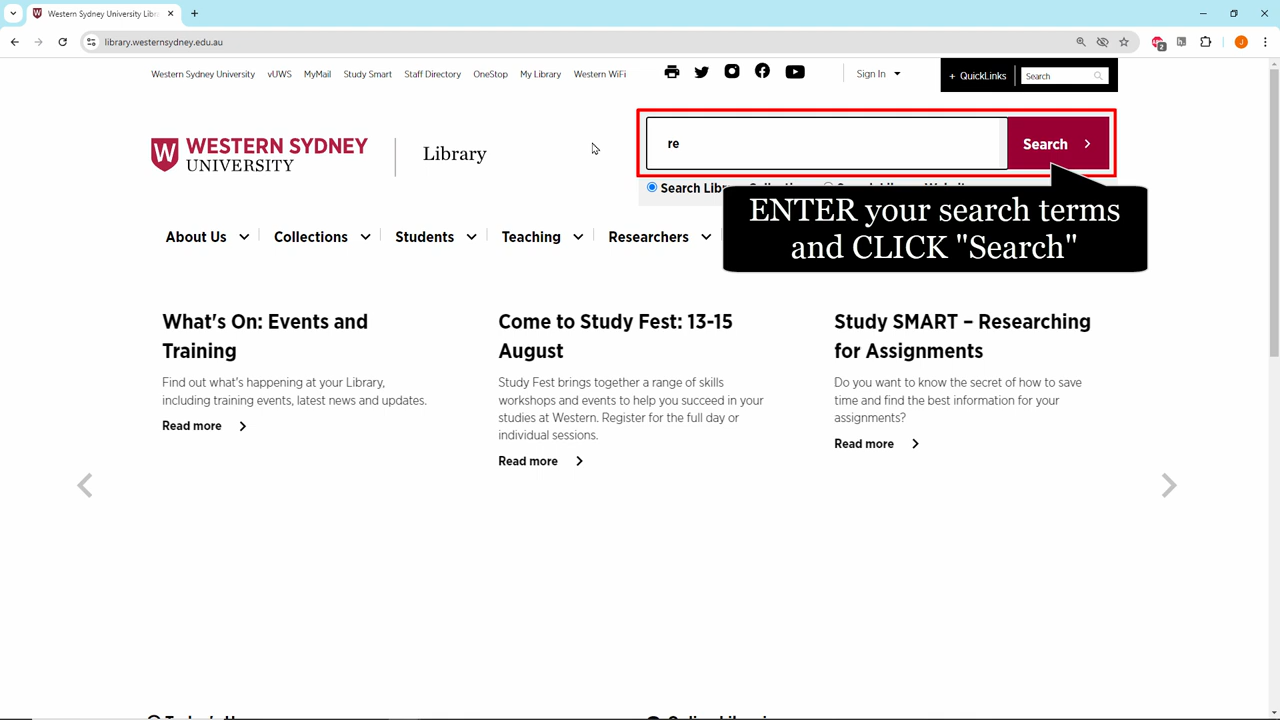 Western Sydney University Libra
library.westernsydney.edu.au
Western Sydney University vUWS MyMail Study Smart Staff Directory OneStop My Library Western WiFi
Sign In
+ QuickLinks
Search
WESTERN SYDNEY
UNIVERSITY
Library
re
Search
Search Libr
ENTER your search terms
and CLICK "Search"
About Us Collections Students Teaching Researchers
What's On: Events and
Training
Find out what's happening at your Library,
including training events, latest news and updates.
Read more
Come to Study Fest: 13-15
August
Study Fest brings together a range of skills
workshops and events to help you succeed in your
studies at Western. Register for the full day or
individual sessions.
Read more
Study SMART – Researching
for Assignments
Do you want to know the secret of how to save
time and find the best information for your
assignments?
Read more